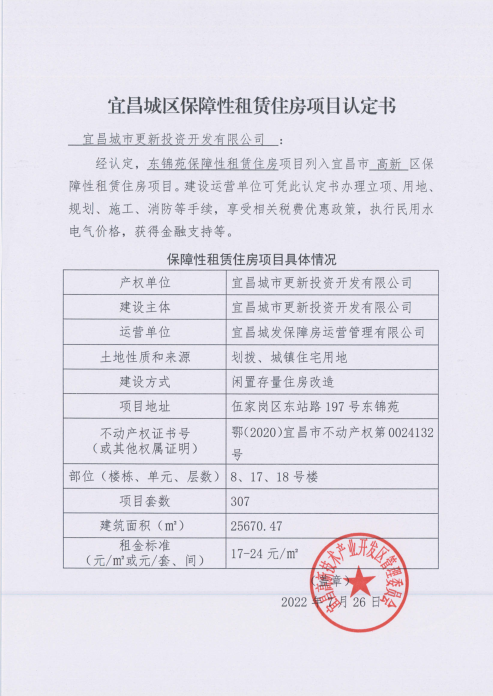 宜昌城区保障性租赁住房项目认定书
宜昌城市更新投资开发有限公司 :
经认定，东锦苑保障性租赁住房项目列入宜昌市 高新 区保
障性租赁住房项目。建设运营单位可凭此认定书办理立项、用地、
规划、施工、消防等手续，享受相关税费优惠政策，执行民用水
电气价格，获得金融支持等。
保障性租赁住房项目具体情况
产权单位 宜昌城市更新投资开发有限公司
建设主体 宜昌城市更新投资开发有限公司
运营单位 宜昌城发保障房运营管理有限公司
土地性质和来源 划拨、城镇住宅用地
建设方式 闲置存量住房改造
项目地址 伍家岗区东站路 197 号东锦苑
不动产权证书号
（或其他权属证明）
鄂(2020)宜昌市不动产权第 0024132
号
部位（楼栋、单元、层数） 8、17、18 号楼
项目套数 307
建筑面积（㎡） 25670.47
租金标准
（元/㎡或元/套、间）
17-24 元/㎡
宜昌高新技术产业开发区管理委员会
（盖章）
2022 年 7 月 26 日